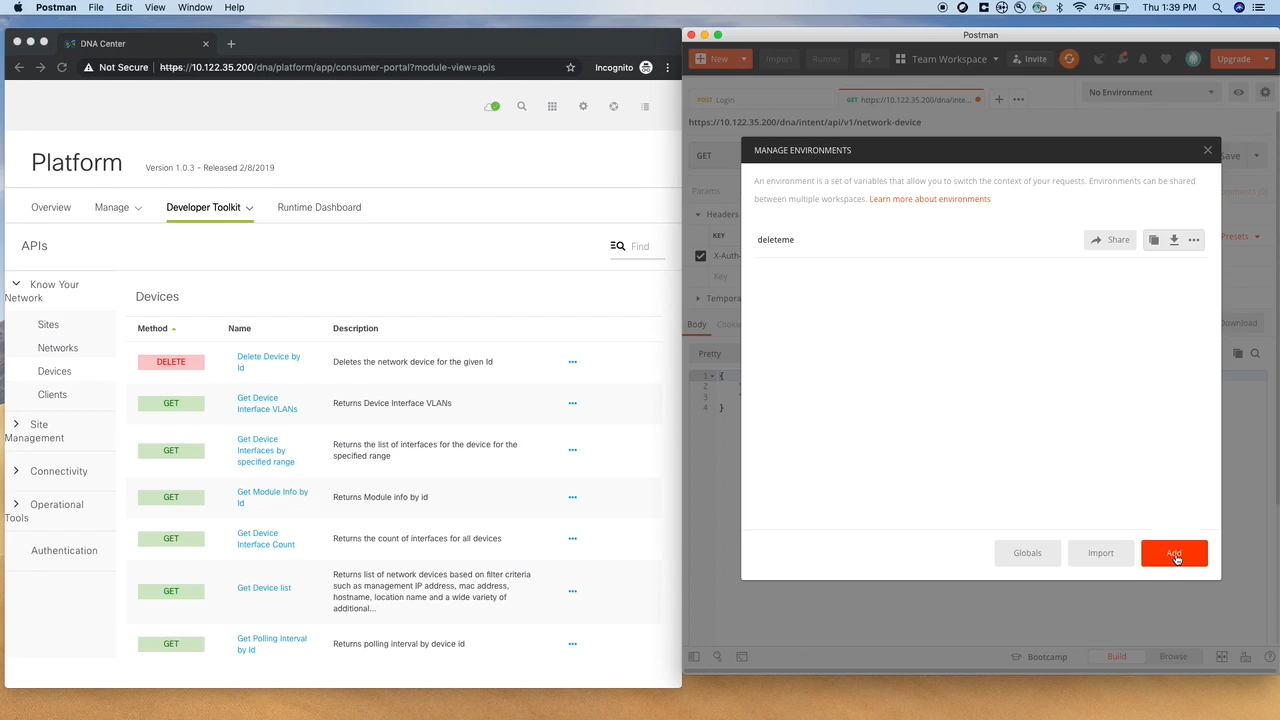 Postman File Edit View Window Help
47% Thu 1:39 PM
DNA Center
Not Secure https://10.122.35.200/dna/platform/app/consumer-portal?module-view=apis
Incognito
Platform
Version 1.0.3 - Released 2/8/2019
Overview Manage Developer Toolkit Runtime Dashboard
APIs
Find
Know Your
Network
Sites
Networks
Devices
Clients
Site
Management
Connectivity
Operational
Tools
Authentication
Devices
Method Name Description
DELETE
Delete Device by
Id
Deletes the network device for the given Id
GET
Get Device
Interface VLANs
Returns Device Interface VLANs
GET
Get Device
Interfaces by
specified range
Returns the list of interfaces for the device for the
specified range
GET
Get Module Info by
Id
Returns Module info by id
GET
Get Device
Interface Count
Returns the count of interfaces for all devices
GET
Get Device list
Returns list of network devices based on filter criteria
such as management IP address, mac address,
hostname, location name and a wide variety of
additional...
GET
Get Polling Interval
by Id
Returns polling interval by device id
Postman
New Import Runner Team Workspace Invite Upgrade
POST Login
GET https://10.122.35.200/dna/inte...
No Environment
https://10.122.35.200/dna/intent/api/v1/network-device
GET
Save
Params
Headers
KEY
Presets
X-Auth-
Key
Tempora
Body Cookie
Download
Pretty
1 {
2
3
4 }
MANAGE ENVIRONMENTS
An environment is a set of variables that allow you to switch the context of your requests. Environments can be shared
between multiple workspaces. Learn more about environments
deleteme
Share
Globals Import Add
Bootcamp Build Browse